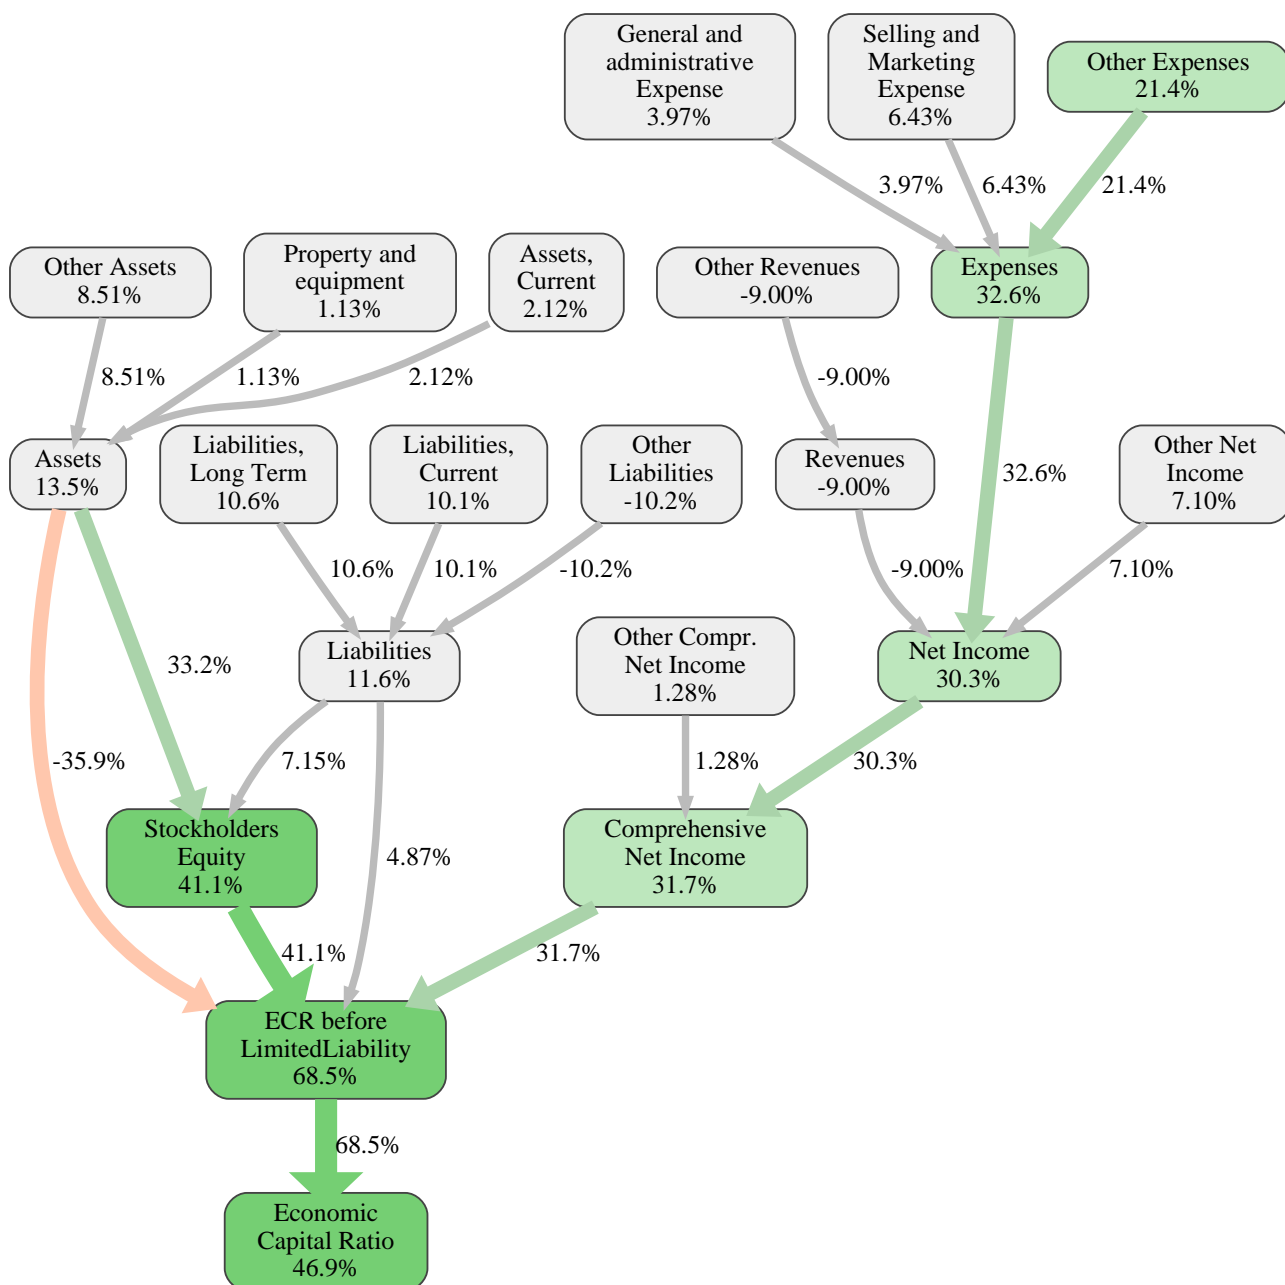 General and
administrative
Expense
3.97%
Selling and
Marketing
Expense
6.43%
Other Expenses
21.4%
3.97%
6.43%
21.4%
Other Assets
8.51%
Property and
equipment
1.13%
Assets,
Current
2.12%
Other Revenues
-9.00%
Expenses
32.6%
8.51%
1.13%
2.12%
-9.00%
Assets
13.5%
Liabilities,
Long Term
10.6%
Liabilities,
Current
10.1%
Other
Liabilities
-10.2%
Revenues
-9.00%
32.6%
Other Net
Income
7.10%
10.6%
10.1%
-10.2%
-9.00%
7.10%
33.2%
Liabilities
11.6%
Other Compr.
Net Income
1.28%
Net Income
30.3%
-35.9%
7.15%
1.28%
30.3%
Stockholders
Equity
41.1%
4.87%
Comprehensive
Net Income
31.7%
41.1%
31.7%
ECR before
LimitedLiability
68.5%
68.5%
Economic
Capital Ratio
46.9%